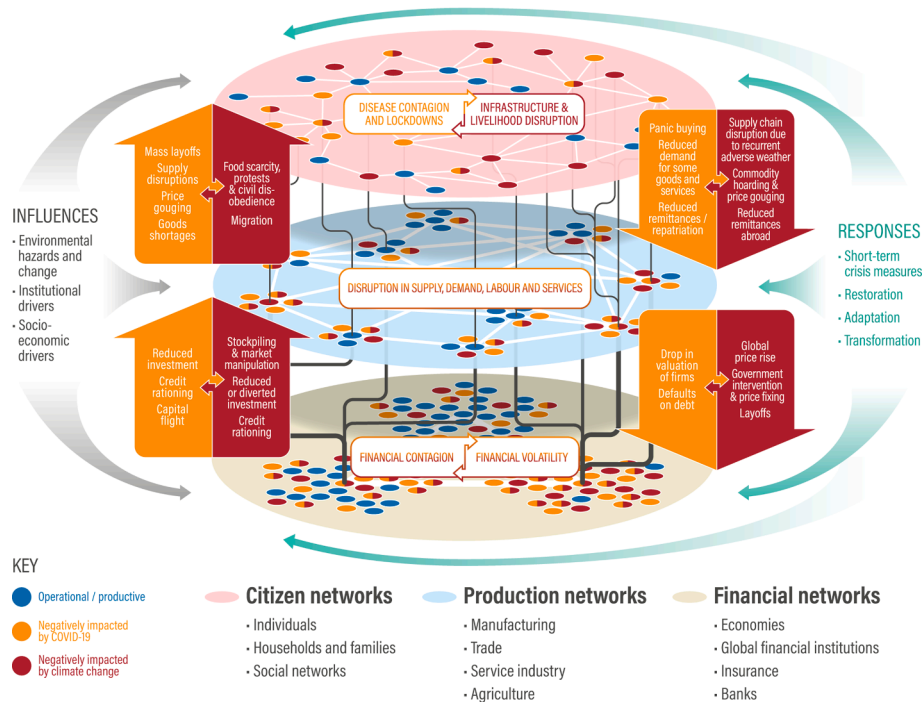 DISEASE CONTAGION
AND LOCKDOWNS
INFRASTRUCTURE &
LIVELIHOOD DISRUPTION
Mass layoffs
Supply
disruptions
Price
gouging
Goods
shortages
Food scarcity,
protests
& civil dis-
obedience
Migration
Panic buying
Reduced
demand
for some
goods and
services
Reduced
remittances /
repatriation
Supply chain
disruption due
to recurrent
adverse weather
Commodity
hoarding &
price gouging
Reduced
remittances
abroad
INFLUENCES
• Environmental
hazards and
change
• Institutional
drivers
• Socio-
economic
drivers
DISRUPTION IN SUPPLY, DEMAND, LABOUR AND SERVICES
RESPONSES
• Short-term
crisis measures
• Restoration
• Adaptation
• Transformation
Reduced
investment
Credit
rationing
Capital
flight
Stockpiling
& market
manipulation
Reduced
or diverted
investment
Credit
rationing
Drop in
valuation
of firms
Defaults
on debt
Global
price rise
Government
intervention
& price fixing
Layoffs
FINANCIAL CONTAGION
FINANCIAL VOLATILITY
KEY
Operational / productive
Negatively impacted
by COVID-19
Negatively impacted
by climate change
Citizen networks
• Individuals
• Households and families
• Social networks
Production networks
• Manufacturing
• Trade
• Service industry
• Agriculture
Financial networks
• Economies
• Global financial institutions
• Insurance
• Banks